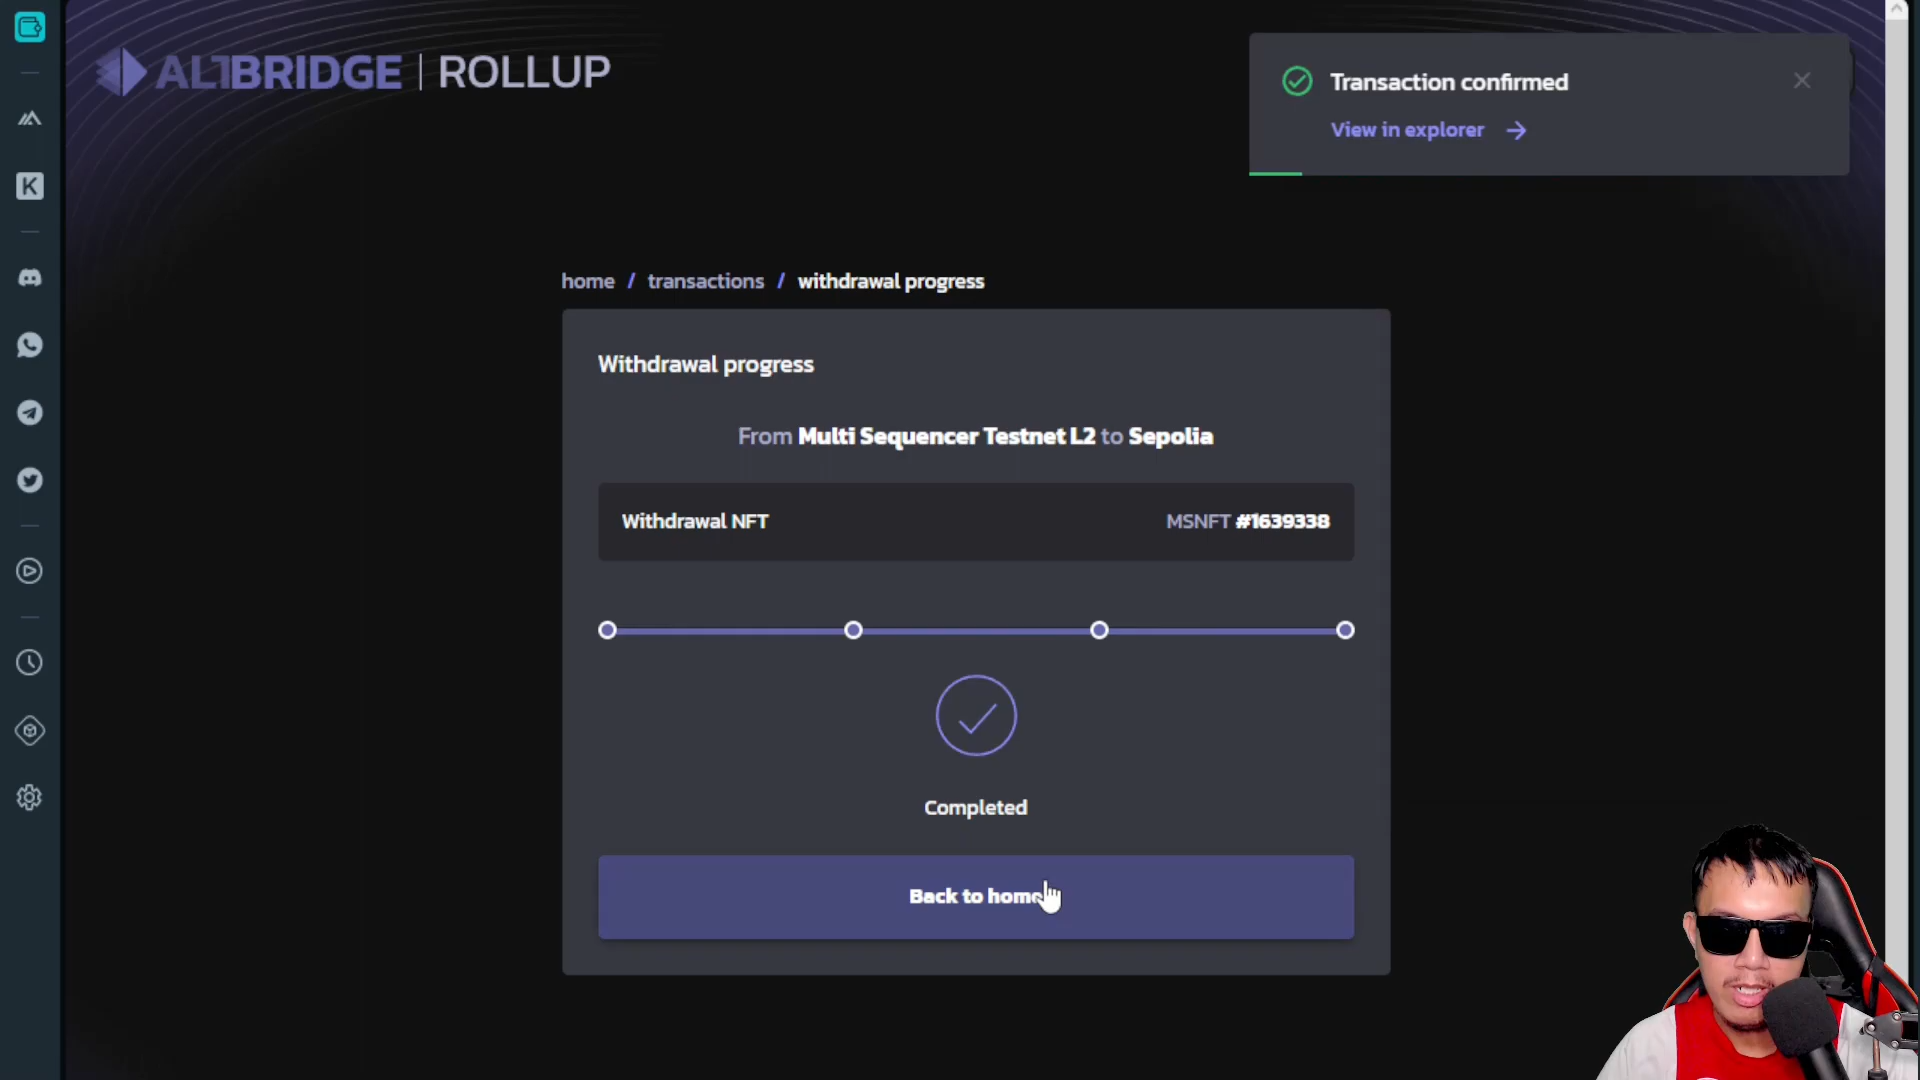 ALTBRIDGE | ROLLUP
Transaction confirmed
View in explorer
home / transactions / withdrawal progress
Withdrawal progress
From Multi Sequencer Testnet L2 to Sepolia
Withdrawal NFT MSNFT #1639338
Completed
Back to home